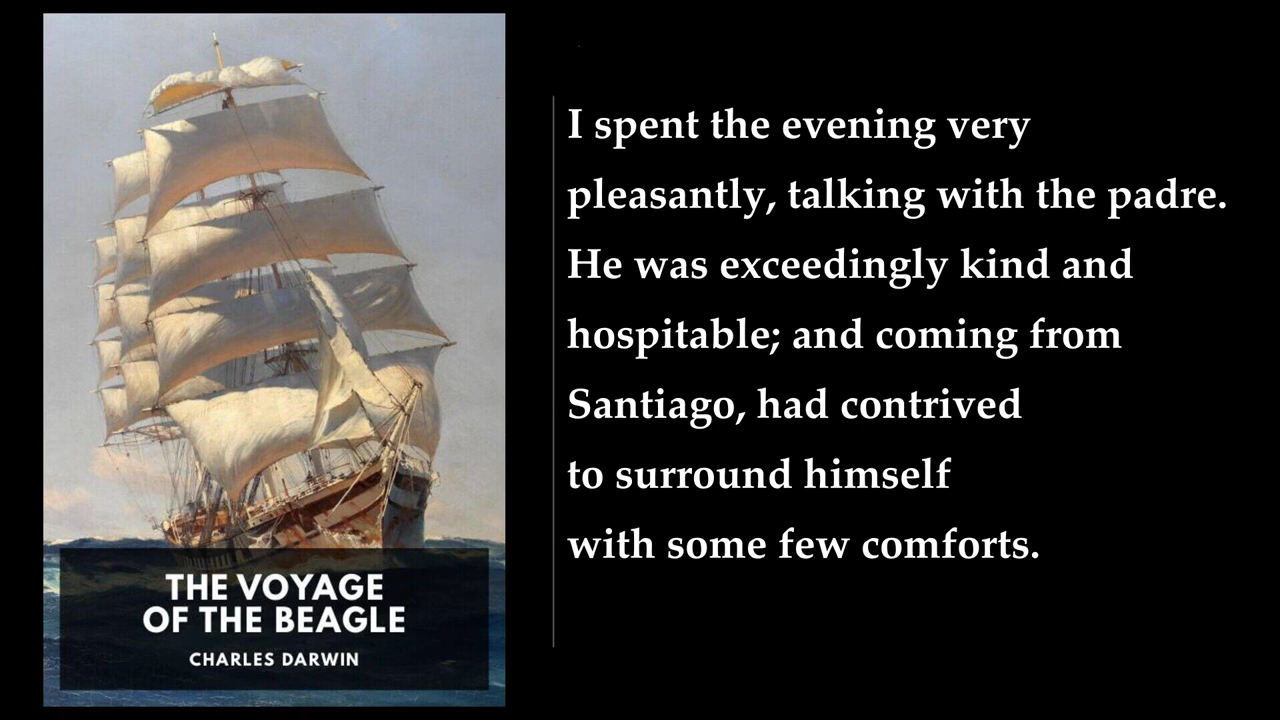 THE VOYAGE
OF THE BEAGLE
CHARLES DARWIN
I spent the evening very
pleasantly, talking with the padre.
He was exceedingly kind and
hospitable; and coming from
Santiago, had contrived
to surround himself
with some few comforts.